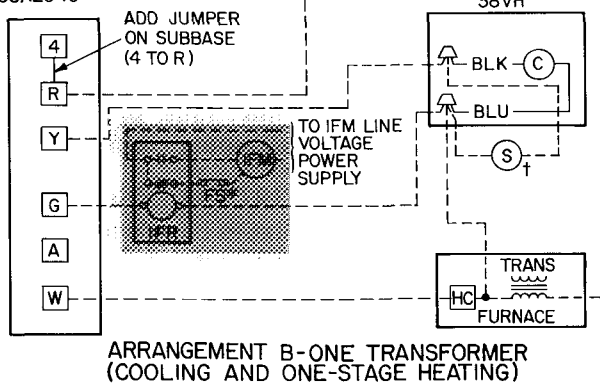 38VH
ADD JUMPER
ON SUBBASE
(4 TO R)
4
R
Y
G
A
W
BLK
C
BLU
S
†
TO IFM LINE
VOLTAGE
POWER
SUPPLY
IFM
FS*
IFR
TRANS
HC
FURNACE
ARRANGEMENT B-ONE TRANSFORMER
(COOLING AND ONE-STAGE HEATING)